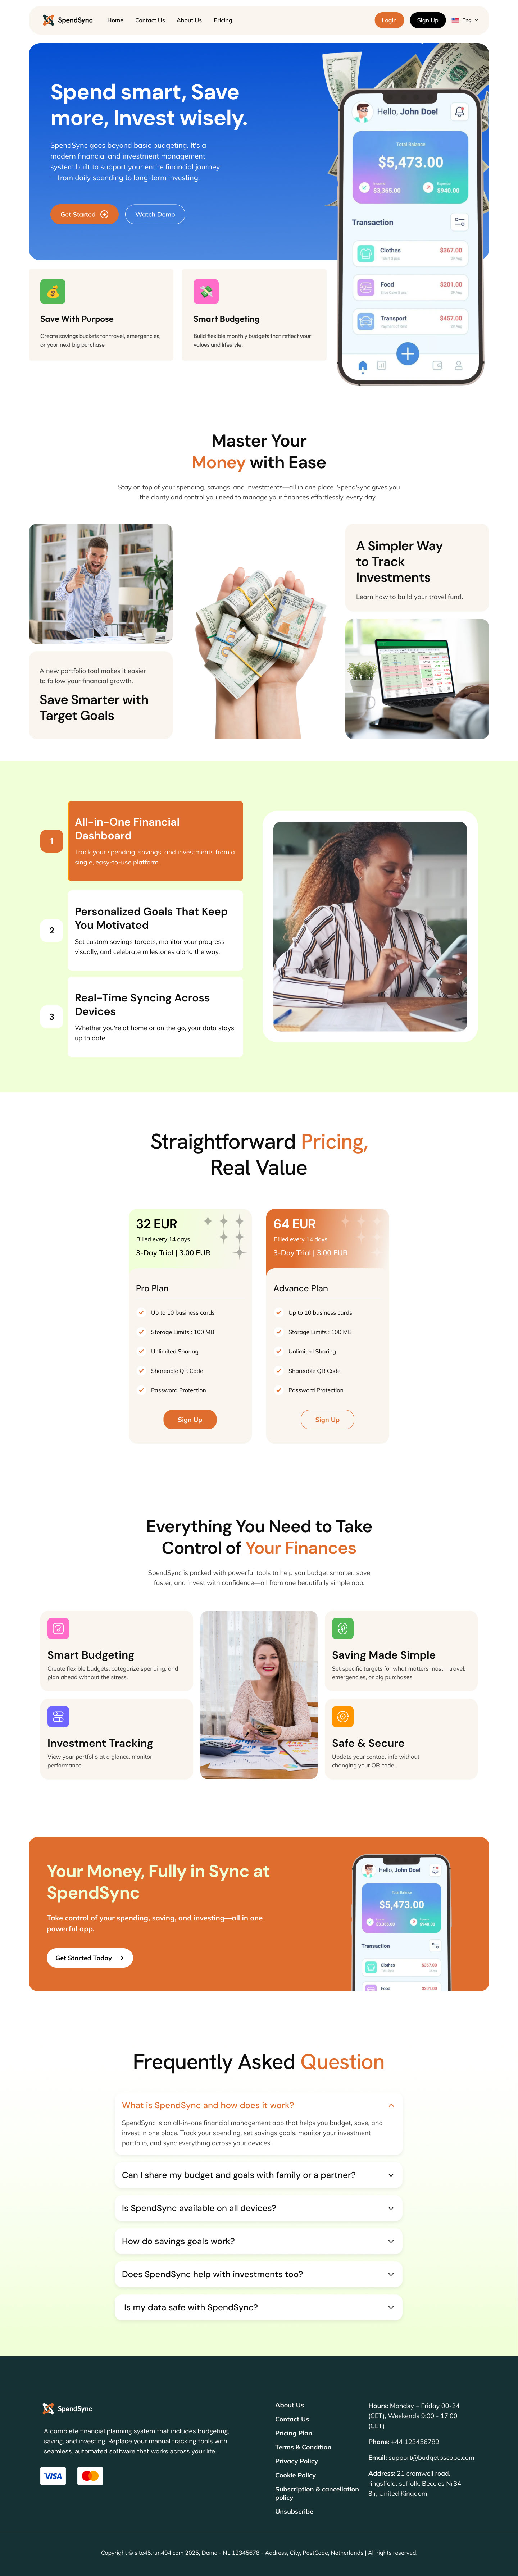 SpendSync
Home
Contact Us
About Us
Pricing
Login
Sign Up
Eng
Spend smart, Save
more, Invest wisely.
SpendSync goes beyond basic budgeting. It's a
modern financial and investment management
system built to support your entire financial journey
—from daily spending to long-term investing.
Get Started
Watch Demo
Hello, John Doe!
Total Balance
$5,473.00
$3,365.00
$940.00
Transaction
Clothes
$367.00
Food
$201.00
Transport
$457.00
Save With Purpose
Create savings buckets for travel, emergencies,
or your next big purchase
Smart Budgeting
Build flexible monthly budgets that reflect your
values and lifestyle.
Master Your
Money with Ease
Stay on top of your spending, savings, and investments—all in one place. SpendSync gives you
the clarity and control you need to manage your finances effortlessly, every day.
A new portfolio tool makes it easier
to follow your financial growth.
Save Smarter with
Target Goals
A Simpler Way
to Track
Investments
Learn how to build your travel fund.
1
All-in-One Financial
Dashboard
Track your spending, savings, and investments from a
single, easy-to-use platform.
2
Personalized Goals That Keep
You Motivated
Set custom savings targets, monitor your progress
visually, and celebrate milestones along the way.
3
Real-Time Syncing Across
Devices
Whether you're at home or on the go, your data stays
up to date.
Straightforward Pricing,
Real Value
32 EUR
Billed every 14 days
3-Day Trial | 3.00 EUR
Pro Plan
Up to 10 business cards
Storage Limits : 100 MB
Unlimited Sharing
Shareable QR Code
Password Protection
Sign Up
64 EUR
Billed every 14 days
3-Day Trial | 3.00 EUR
Advance Plan
Up to 10 business cards
Storage Limits : 100 MB
Unlimited Sharing
Shareable QR Code
Password Protection
Sign Up
Everything You Need to Take
Control of Your Finances
SpendSync is packed with powerful tools to help you budget smarter, save
faster, and invest with confidence—all from one beautifully simple app.
Smart Budgeting
Create flexible budgets, categorize spending, and
plan ahead without the stress.
Investment Tracking
View your portfolio at a glance, monitor
performance.
Saving Made Simple
Set specific targets for what matters most—travel,
emergencies, or big purchases
Safe & Secure
Update your contact info without
changing your QR code.
Your Money, Fully in Sync at
SpendSync
Take control of your spending, saving, and investing—all in one
powerful app.
Get Started Today
Hello, John Doe!
Total Balance
$5,473.00
$3,365.00
$940.00
Transaction
Clothes
$367.00
Food
$201.00
Frequently Asked Question
What is SpendSync and how does it work?
SpendSync is an all-in-one financial management app that helps you budget, save, and
invest in one place. Track your spending, set savings goals, monitor your investment
portfolio, and sync everything across your devices.
Can I share my budget and goals with family or a partner?
Is SpendSync available on all devices?
How do savings goals work?
Does SpendSync help with investments too?
Is my data safe with SpendSync?
SpendSync
A complete financial planning system that includes budgeting,
saving, and investing. Replace your manual tracking tools with
seamless, automated software that works across your life.
VISA
About Us
Contact Us
Pricing Plan
Terms & Condition
Privacy Policy
Cookie Policy
Subscription & cancellation
policy
Unsubscribe
Hours: Monday – Friday 00-24
(CET), Weekends 9:00 - 17:00
(CET)
Phone: +44 123456789
Email: support@budgetbscope.com
Address: 21 cromwell road,
ringsfield, suffolk, Beccles Nr34
8lr, United Kingdom
Copyright © site45.run404.com 2025, Demo - NL 12345678 - Address, City, PostCode, Netherlands | All rights reserved.